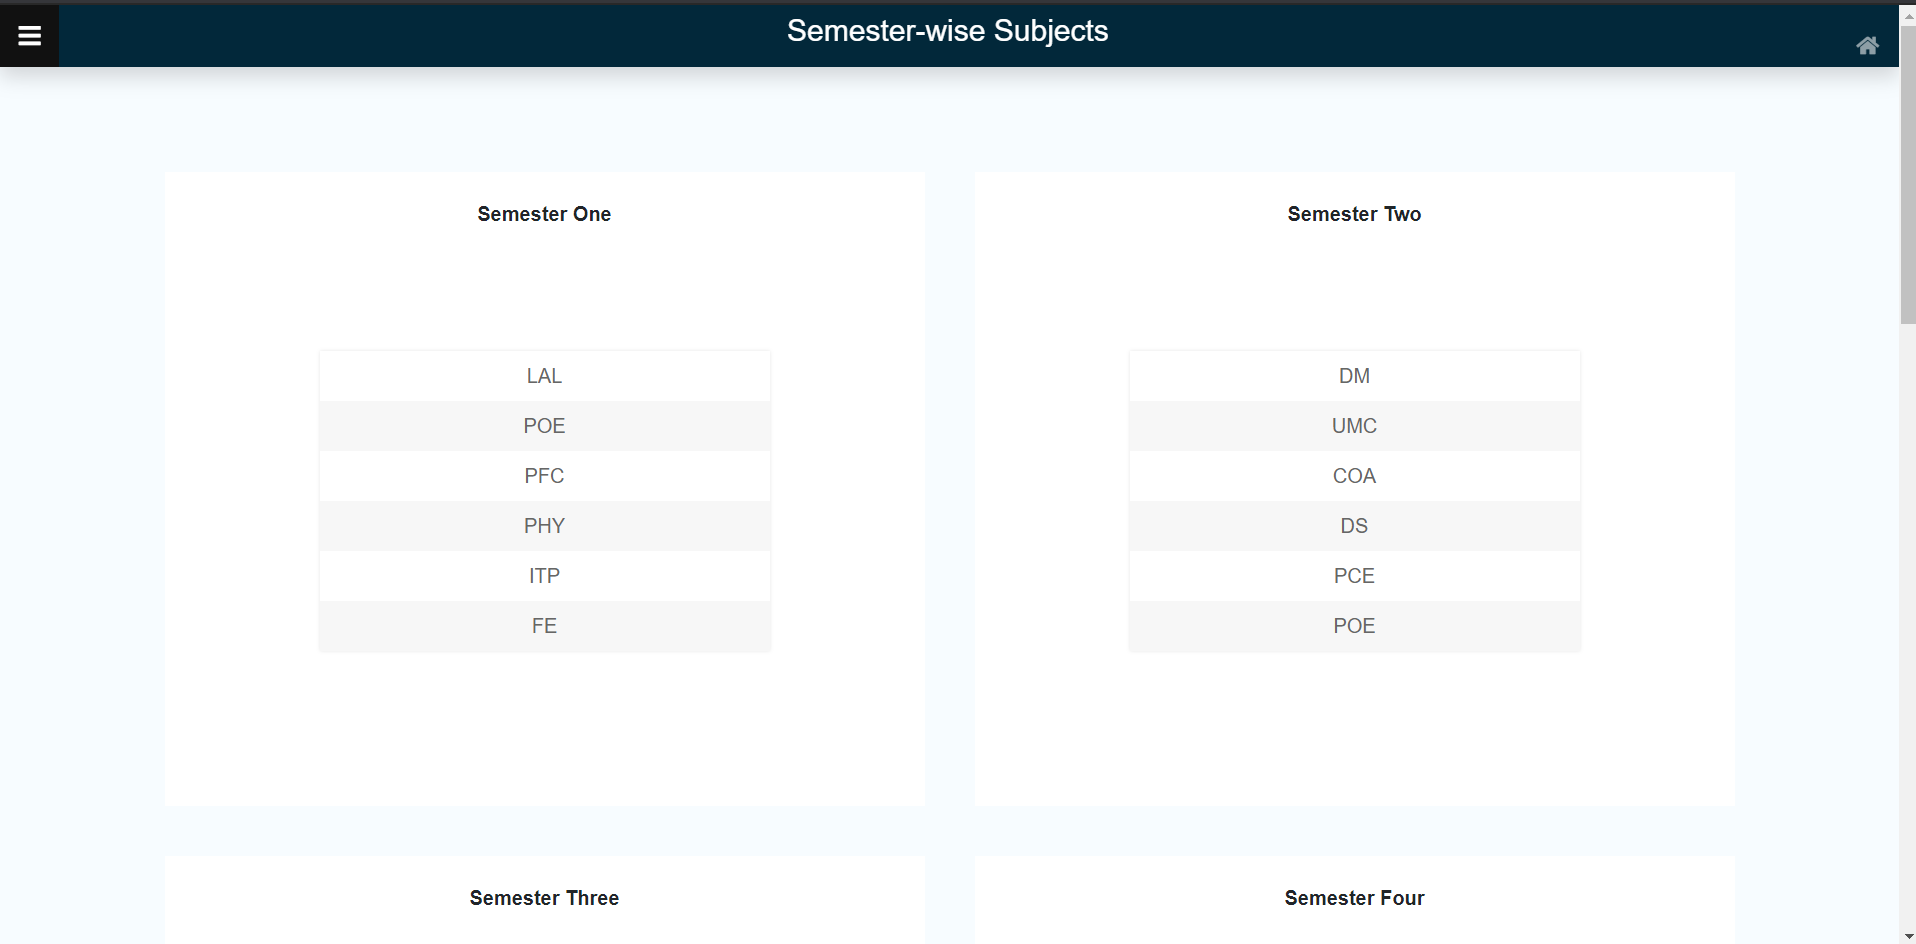 Semester-wise Subjects
Semester One
LAL
POE
PFC
PHY
ITP
FE
Semester Two
DM
UMC
COA
DS
PCE
POE
Semester Three
Semester Four